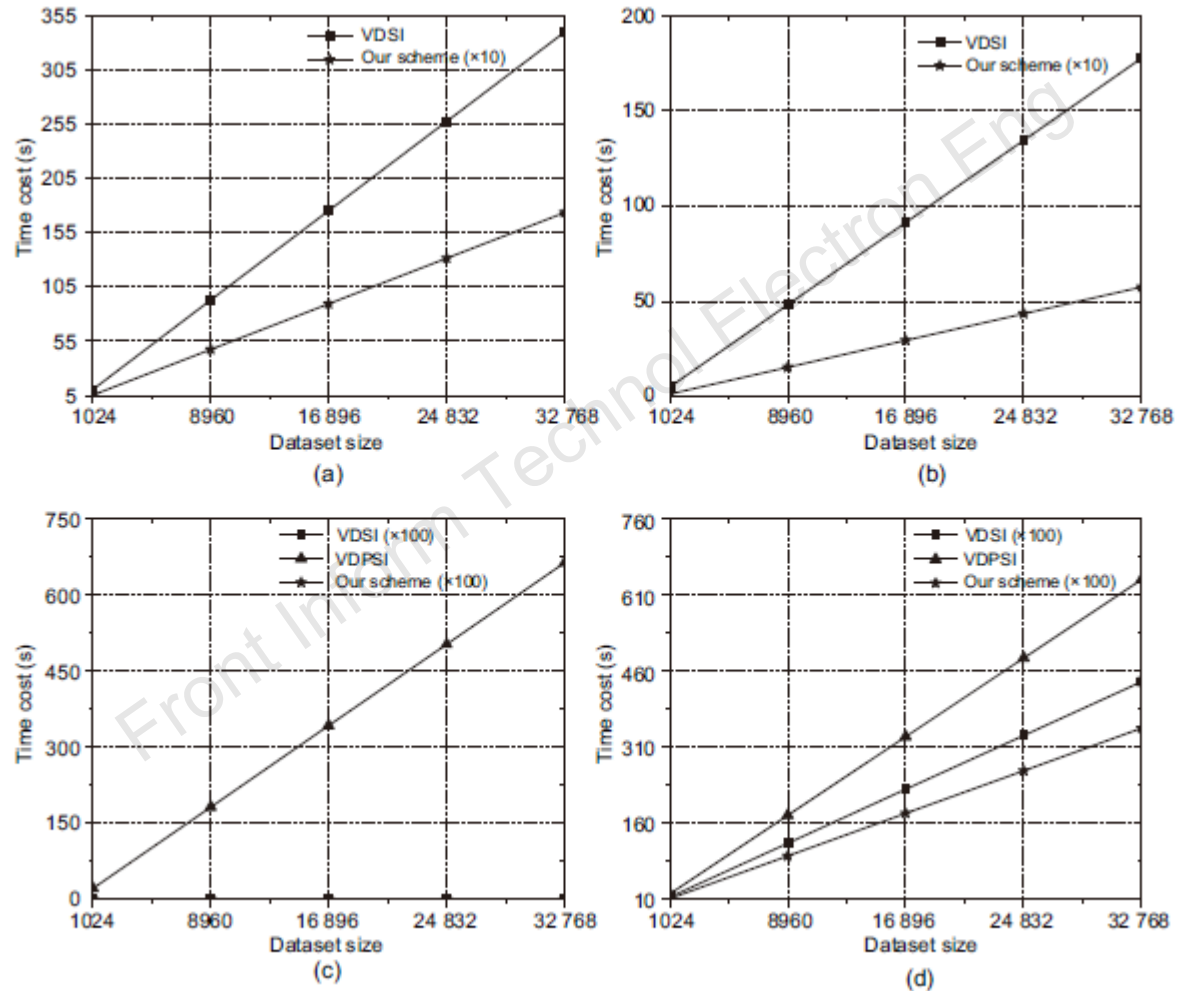 355
305
255
205
155
105
55
5
Time cost (s)
VDSI
Our scheme (×10)
1024 8960 16 896 24 832 32 768
Dataset size
(a)
200
150
100
50
0
Time cost (s)
VDSI
Our scheme (×10)
1024 8960 16 896 24 832 32 768
Dataset size
(b)
750
600
450
300
150
0
Time cost (s)
VDSI (×100)
VDPSI
Our scheme (×100)
1024 8960 16 896 24 832 32 768
Dataset size
(c)
760
610
460
310
160
10
Time cost (s)
VDSI (×100)
VDPSI
Our scheme (×100)
1024 8960 16 896 24 832 32 768
Dataset size
(d)
Front Inform Technol Electron Eng